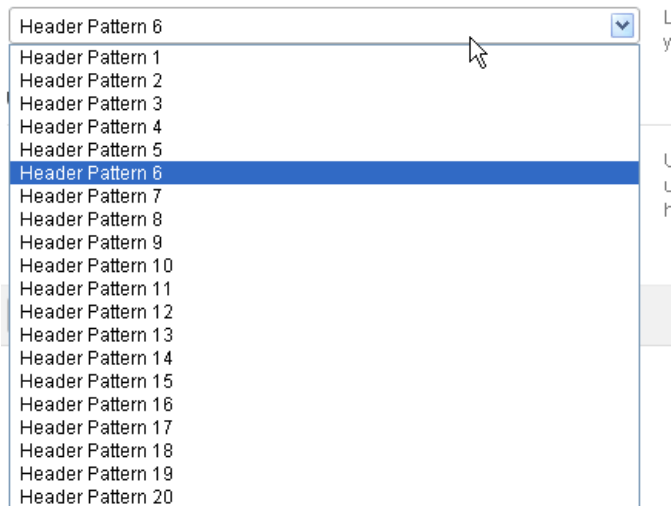 Header Pattern 6
Header Pattern 1
Header Pattern 2
Header Pattern 3
Header Pattern 4
Header Pattern 5
Header Pattern 6
Header Pattern 7
Header Pattern 8
Header Pattern 9
Header Pattern 10
Header Pattern 11
Header Pattern 12
Header Pattern 13
Header Pattern 14
Header Pattern 15
Header Pattern 16
Header Pattern 17
Header Pattern 18
Header Pattern 19
Header Pattern 20